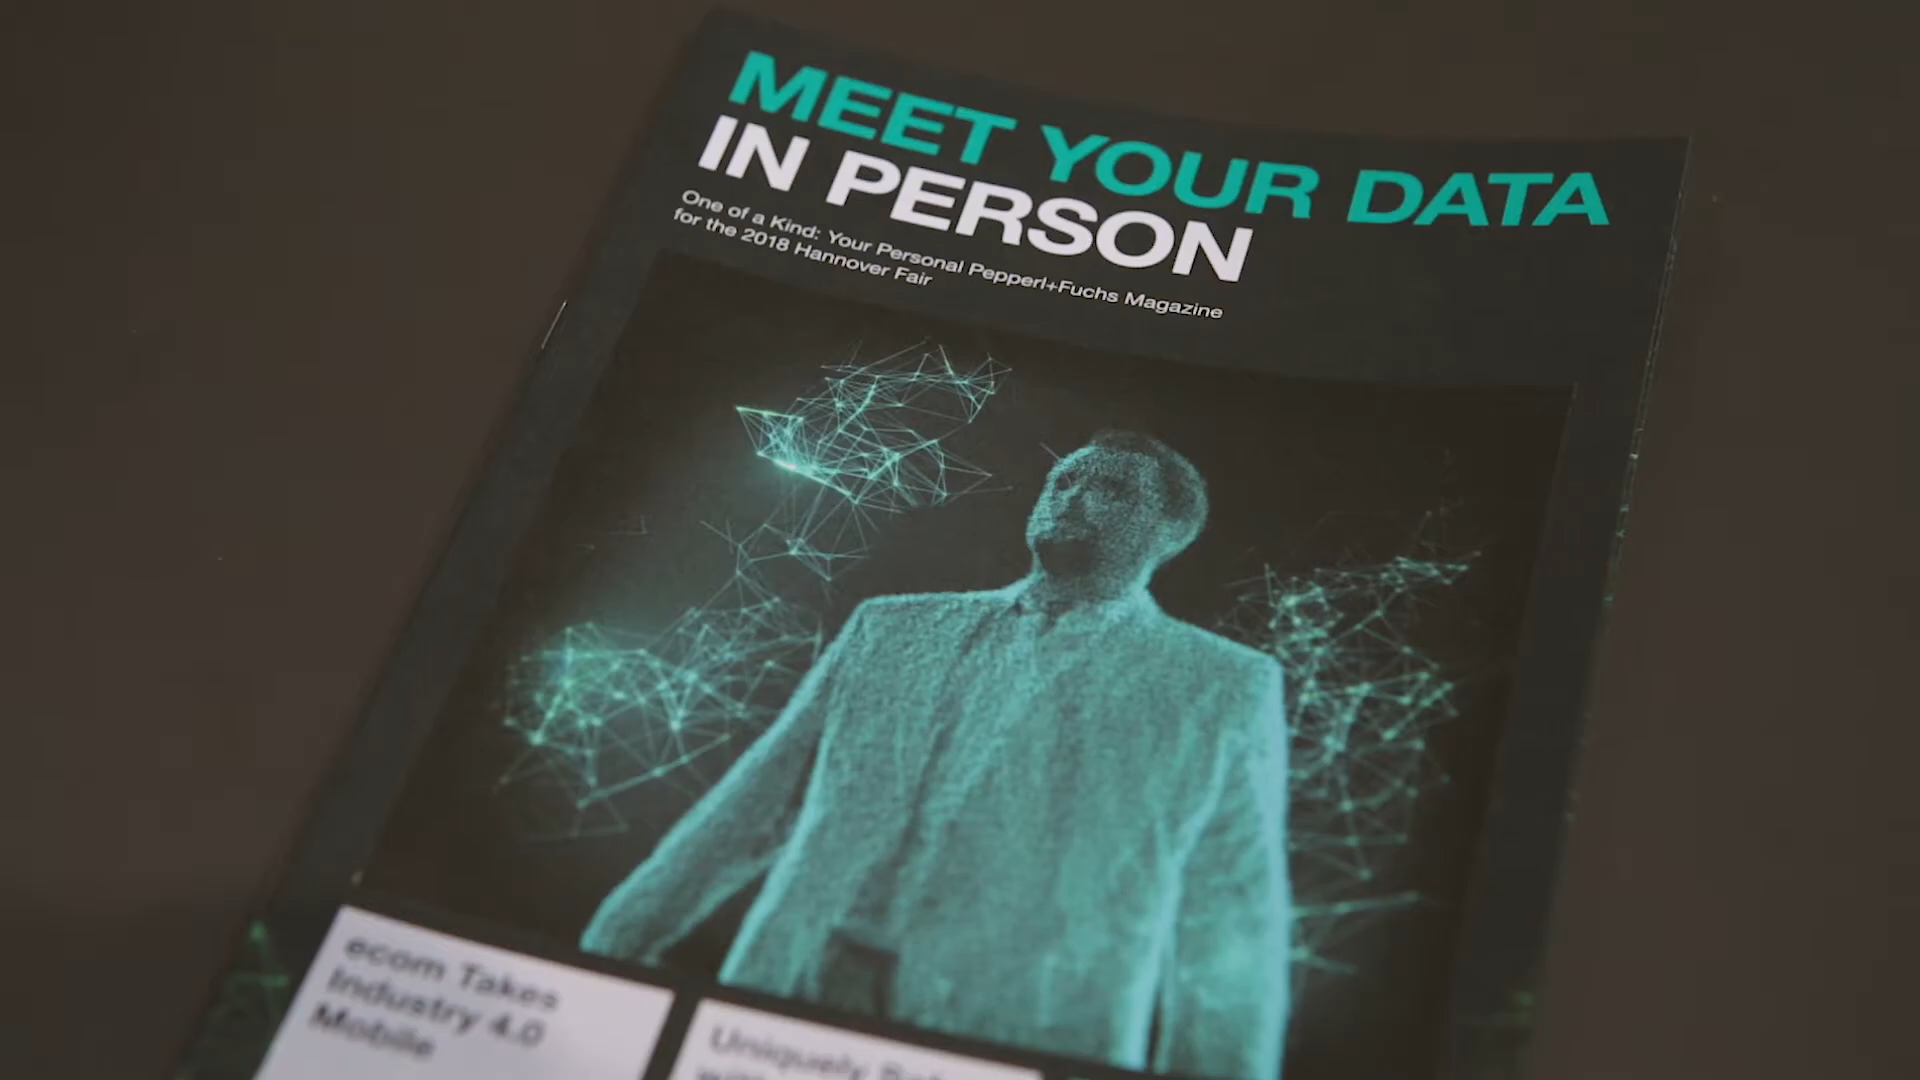 MEET YOUR DATA
IN PERSON
One of a Kind: Your Personal Pepperl+Fuchs Magazine
for the 2018 Hannover Fair
ecom Takes
Industry 4.0
Mobile
Uniquely